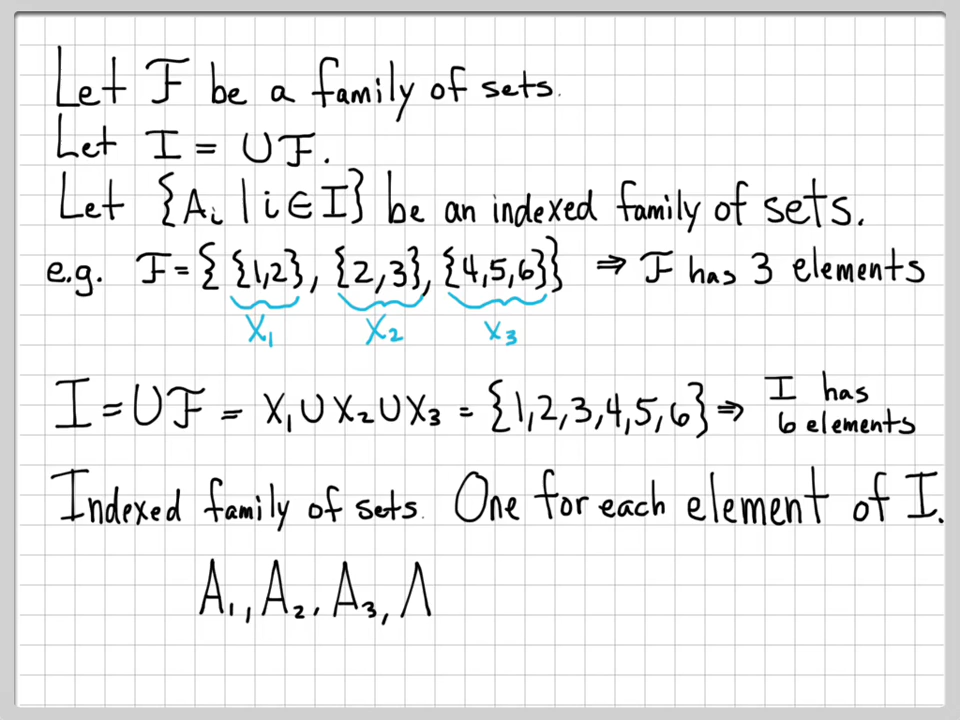 Let ℱ be a family of sets.
Let I = ∪ℱ.
Let {Aᵢ | i ∈ I} be an indexed family of sets.
e.g. ℱ = {{1,2}, {2,3}, {4,5,6}} ⇒ ℱ has 3 elements
X₁ X₂ X₃
I = ∪ℱ = X₁ ∪ X₂ ∪ X₃ = {1,2,3,4,5,6} ⇒ I has 6 elements
Indexed family of sets. One for each element of I.
A₁, A₂, A₃, Λ